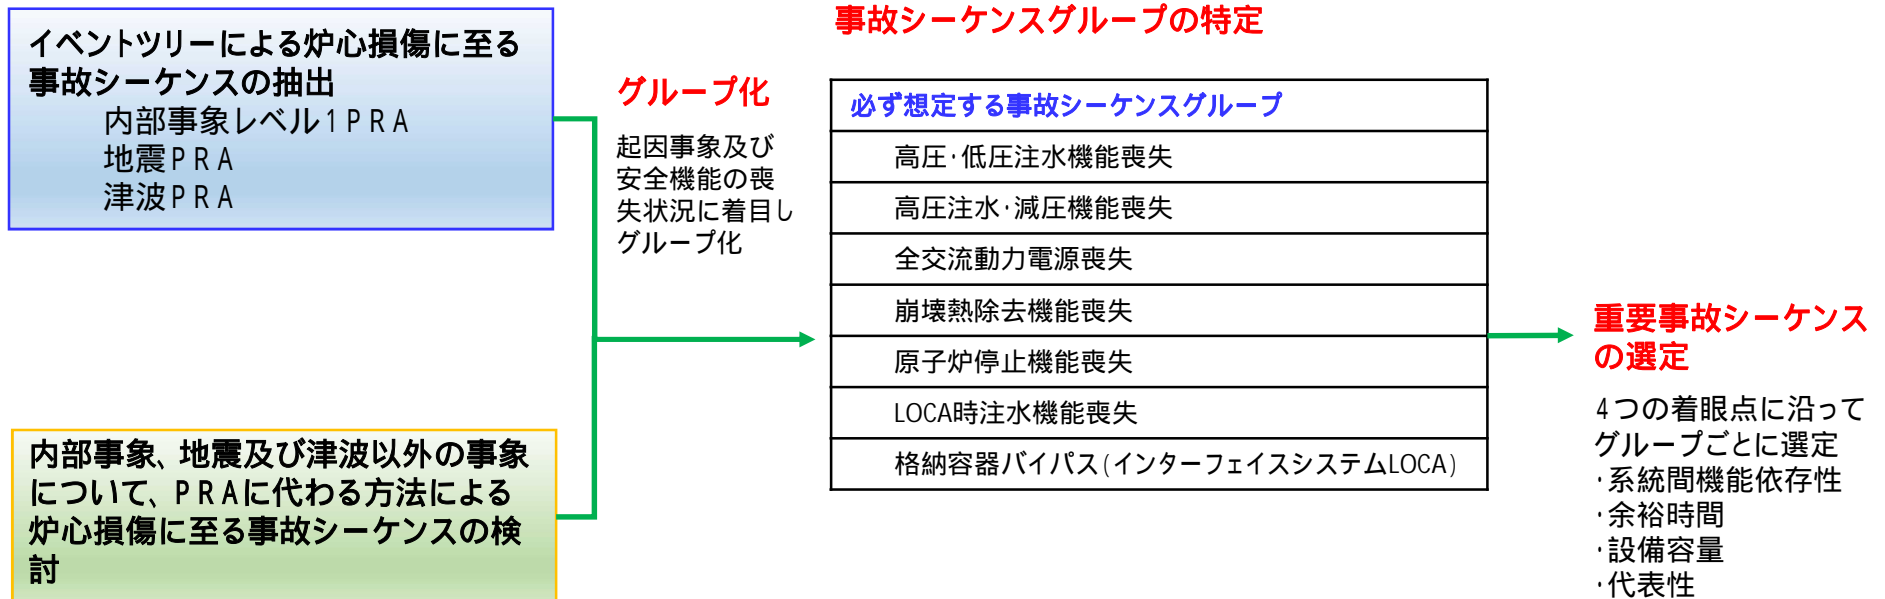 イベントツリーによる炉心損傷に至る
事故シーケンスの抽出
内部事象レベル1PRA
地震PRA
津波PRA
内部事象、地震及び津波以外の事象
について、PRAに代わる方法による
炉心損傷に至る事故シーケンスの検
討
グループ化
起因事象及び
安全機能の喪
失状況に着目し
グループ化
事故シーケンスグループの特定
必ず想定する事故シーケンスグループ
高圧・低圧注水機能喪失
高圧注水・減圧機能喪失
全交流動力電源喪失
崩壊熱除去機能喪失
原子炉停止機能喪失
LOCA時注水機能喪失
格納容器バイパス(インターフェイスシステムLOCA)
重要事故シーケンス
の選定
4つの着眼点に沿って
グループごとに選定
・系統間機能依存性
・余裕時間
・設備容量
・代表性